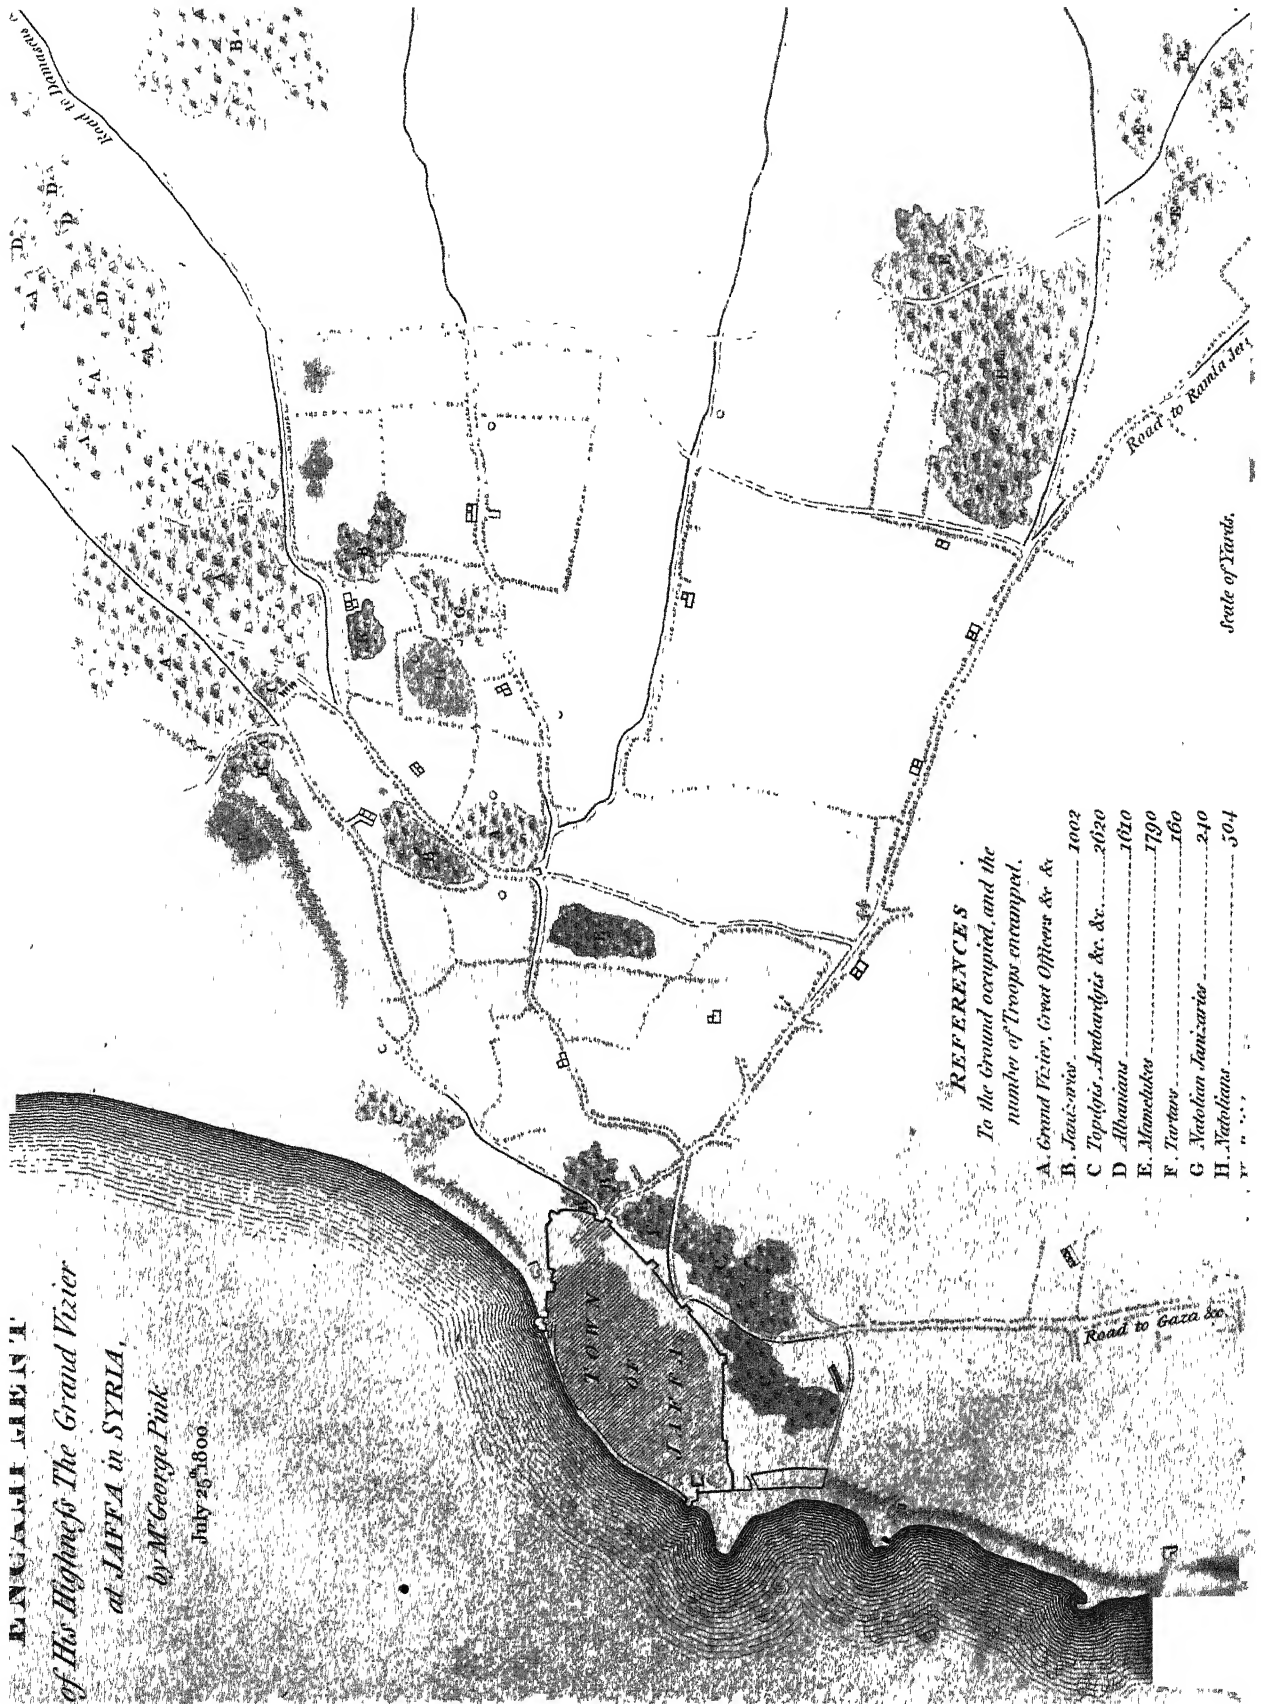 ENCAMPMENT
of His Highneſs The Grand Vizier
at JAFFA in SYRIA,
by Mr. George Pink
July 25th 1800.
Road to Damascus
TOWN
OF
JAFFA
Road to Ramla
Road to Gaza &c
Scale of Yards.
REFERENCES
To the Ground occupied, and the
number of Troops encamped.
A. Grand Vizier, Great Officers &c &c
B. Janizaries 1002
C Topdgis, Arabardgis &c. &c. 2620
D Albanians 1610
E. Mamelukes 1790
F. Tartars 160
G Natolian Janizaries 240
H. Natolians 504